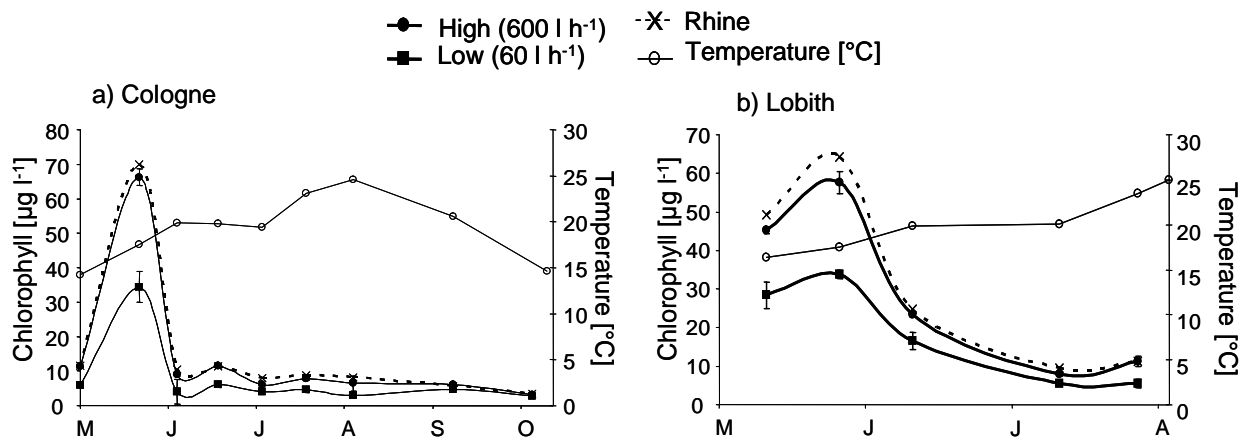 High (600 l h-1)
Rhine
Low (60 l h-1)
Temperature [°C]
a) Cologne
80
70
60
50
40
30
20
10
0
Chlorophyll [µg l-1]
30
25
20
15
10
5
0
Temperature [°C]
M J J A S O
b) Lobith
70
60
50
40
30
20
10
0
Chlorophyll [µg l-1]
30
25
20
15
10
5
0
Temperature [°C]
M J J A